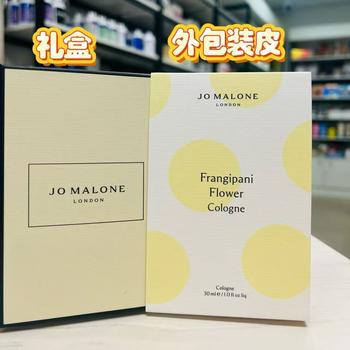 礼盒
外包装皮
JO MALONE
LONDON
JO MALONE
LONDON
Frangipani
Flower
Cologne
Cologne
30 ml ℮ / 1.0 fl oz liq